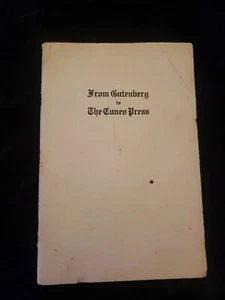 From Gutenberg
to
The Cuneo Press